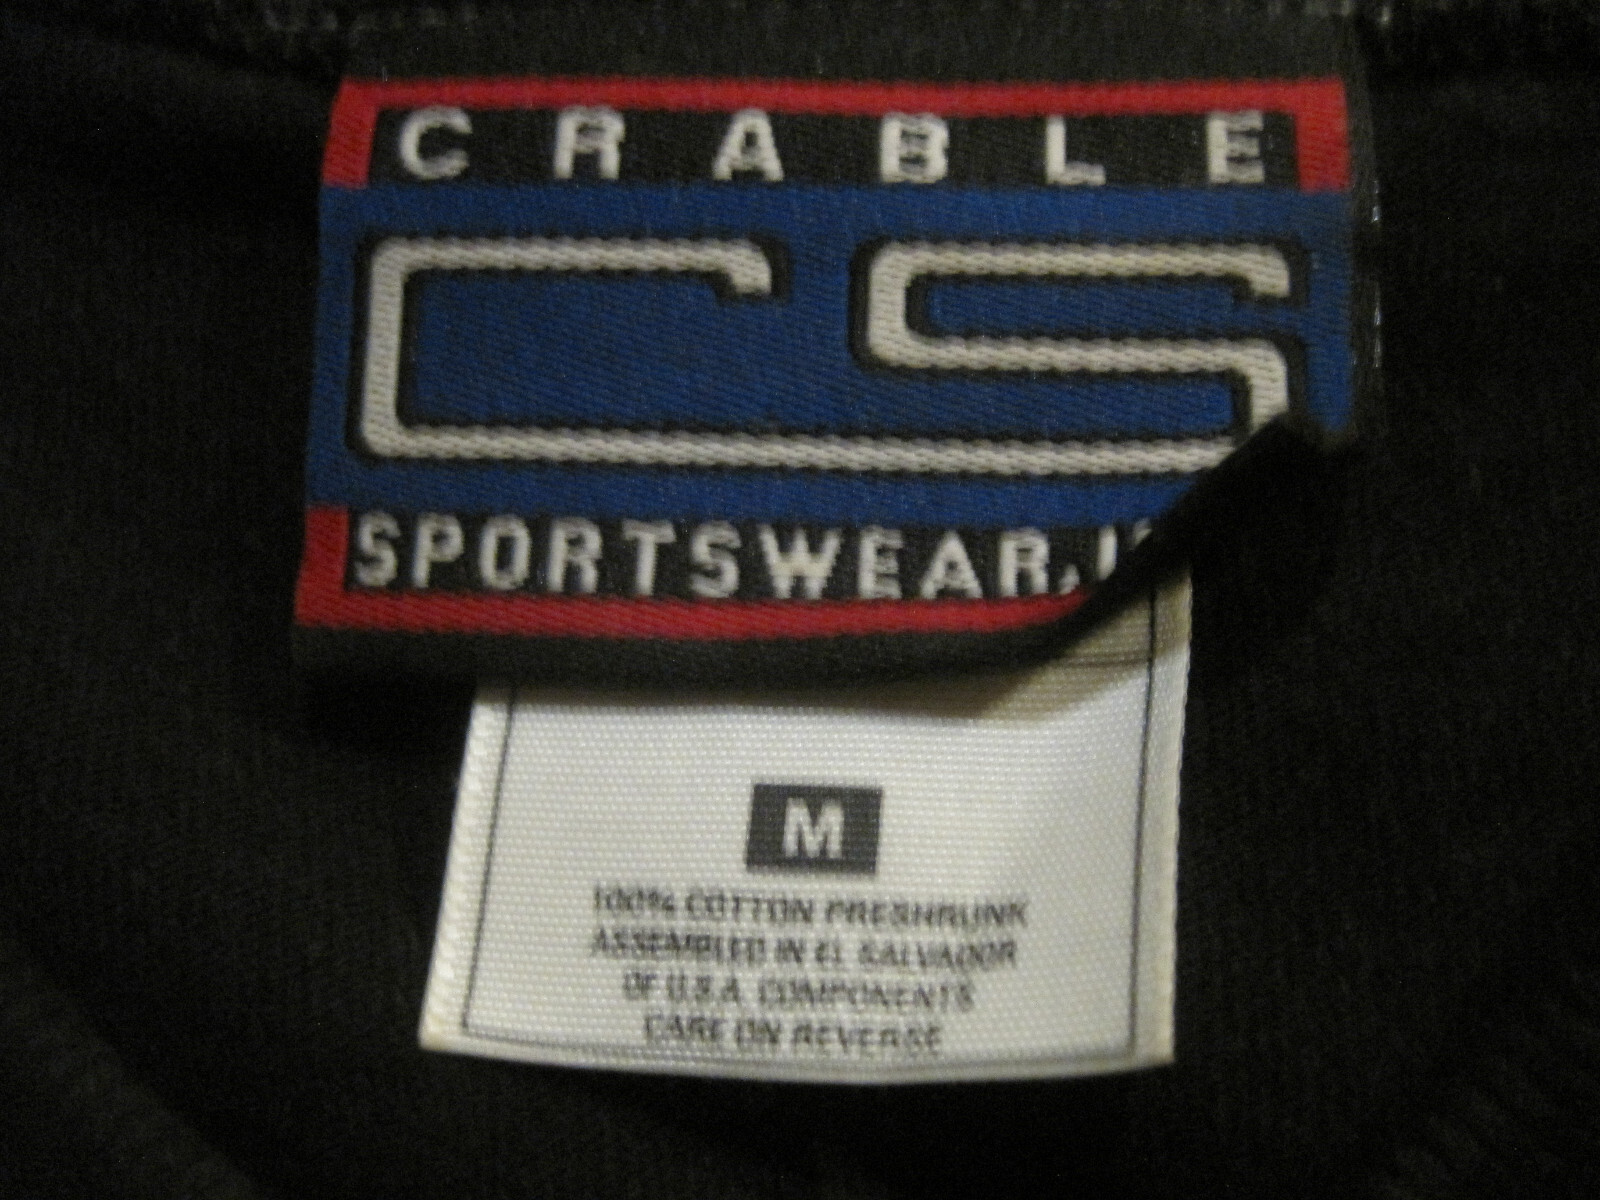 CRABLE
CS
SPORTSWEAR,
M
100% COTTON PRESHRUNK
ASSEMBLED IN EL SALVADOR
OF U.S.A. COMPONENTS
CARE ON REVERSE